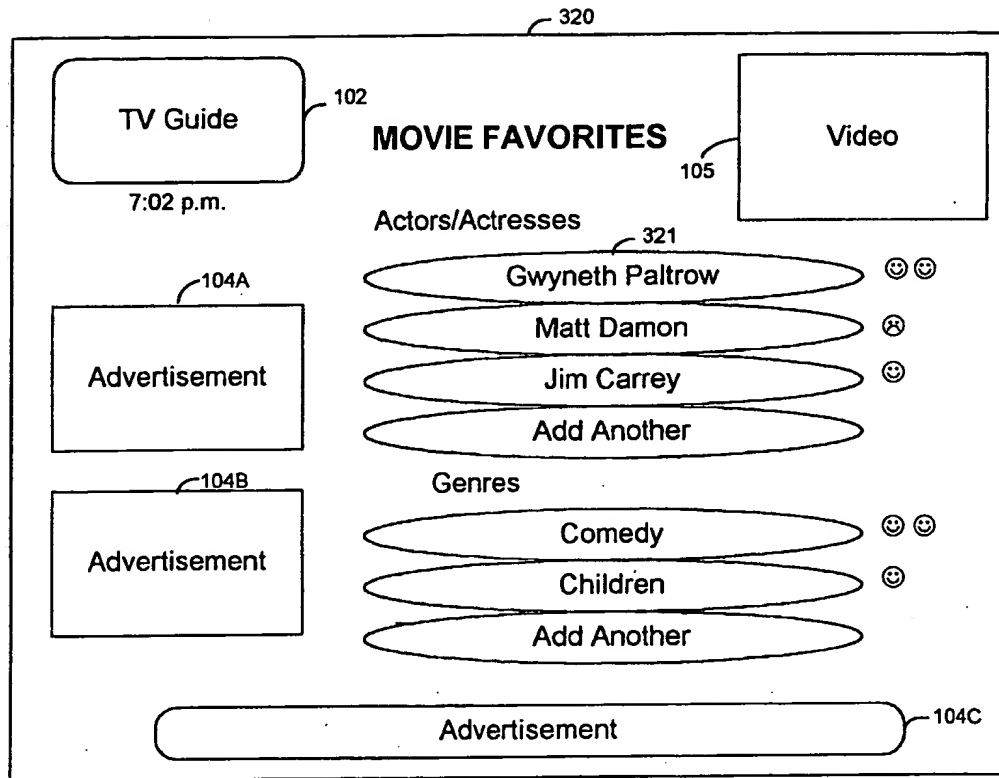 320
TV Guide
102
MOVIE FAVORITES
Video
105
7:02 p.m.
Actors/Actresses
321
Gwyneth Paltrow
104A
Matt Damon
Advertisement
Jim Carrey
Add Another
104B
Genres
Comedy
Advertisement
Children
Add Another
Advertisement
104C